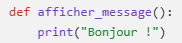 def afficher_message():
    print("Bonjour !")